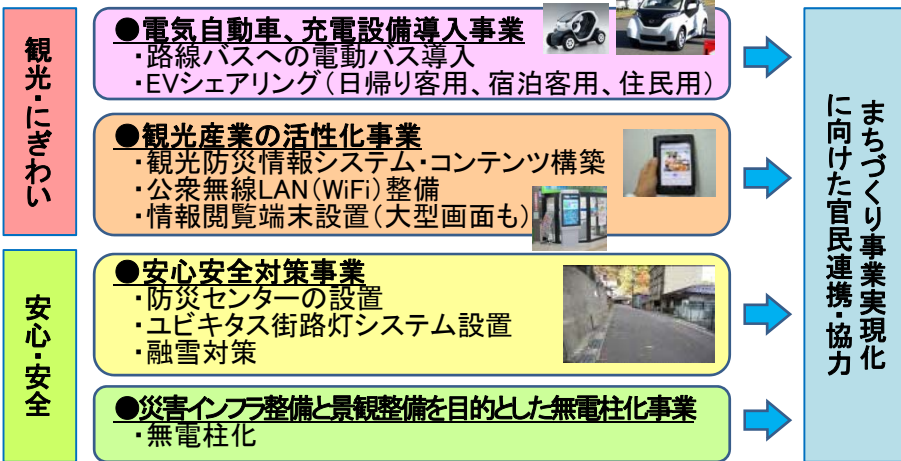 観光・にぎわい
●電気自動車、充電設備導入事業
・路線バスへの電動バス導入
・EVシェアリング(日帰り客用、宿泊客用、住民用)
●観光産業の活性化事業
・観光防災情報システム・コンテンツ構築
・公衆無線LAN(WiFi)整備
・情報閲覧端末設置(大型画面も)
安心・安全
●安心安全対策事業
・防災センターの設置
・ユビキタス街路灯システム設置
・融雪対策
●災害インフラ整備と景観整備を目的とした無電柱化事業
・無電柱化
まちづくり事業実現化
に向けた官民連携・協力